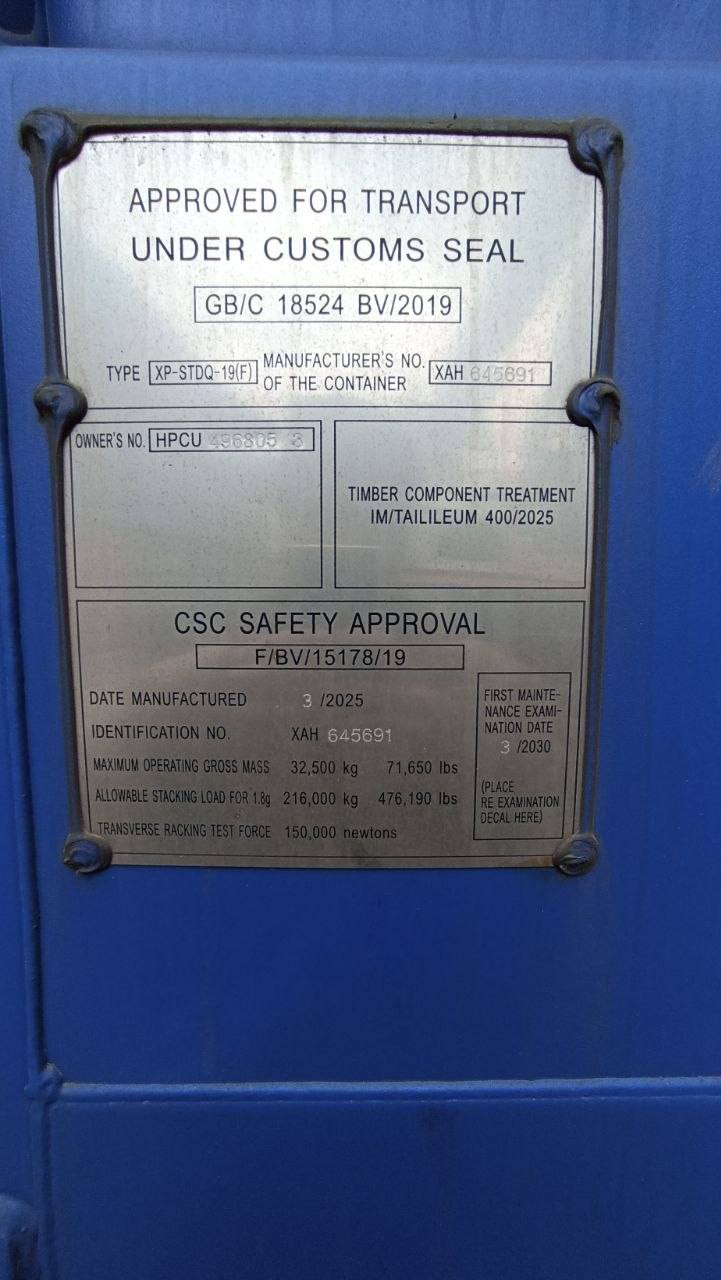 APPROVED FOR TRANSPORT
UNDER CUSTOMS SEAL
GB/C 18524 BV/2019
TYPE XP-STDQ-19(F) MANUFACTURER'S NO. OF THE CONTAINER XAH 645691
OWNER'S NO. HPCU 496805 3
TIMBER COMPONENT TREATMENT
IM/TAILILEUM 400/2025
CSC SAFETY APPROVAL
F/BV/15178/19
DATE MANUFACTURED 3 /2025
IDENTIFICATION NO. XAH 645691
MAXIMUM OPERATING GROSS MASS 32,500 kg 71,650 lbs
ALLOWABLE STACKING LOAD FOR 1.8g 216,000 kg 476,190 lbs
TRANSVERSE RACKING TEST FORCE 150,000 newtons
FIRST MAINTE-
NANCE EXAMI-
NATION DATE
3 /2030
(PLACE
RE EXAMINATION
DECAL HERE)